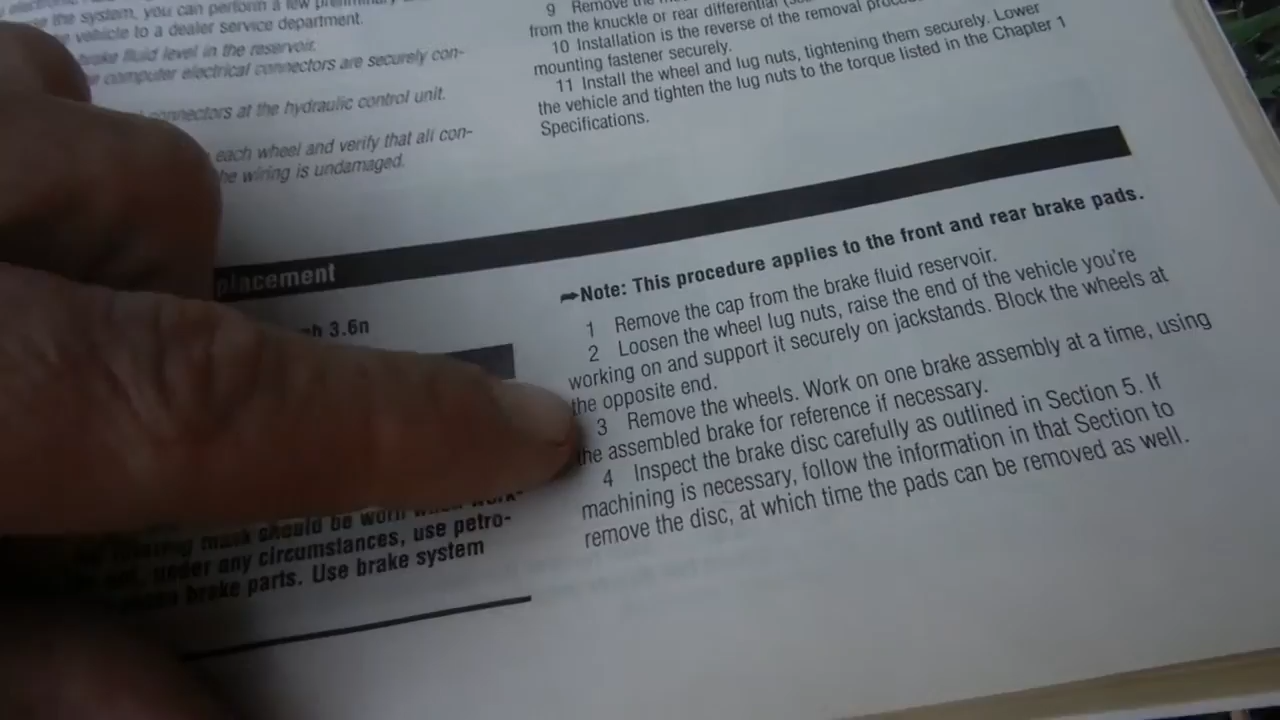 the system, you can perform a few
vehicle to a dealer service department.
brake fluid level in the reservoir.
computer electrical connectors are securely con-
connectors at the hydraulic control unit.
each wheel and verify that all con-
the wiring is undamaged.
placement
3.6n
should be worn
under any circumstances, use petro-
brake parts. Use brake system
9 Remove the
from the knuckle or rear differential
10 Installation is the reverse of the removal
mounting fastener securely.
11 Install the wheel and lug nuts, tightening them securely. Lower
the vehicle and tighten the lug nuts to the torque listed in the Chapter 1
Specifications.
➡Note: This procedure applies to the front and rear brake pads.
1 Remove the cap from the brake fluid reservoir.
2 Loosen the wheel lug nuts, raise the end of the vehicle you're
working on and support it securely on jackstands. Block the wheels at
the opposite end.
3 Remove the wheels. Work on one brake assembly at a time, using
the assembled brake for reference if necessary.
4 Inspect the brake disc carefully as outlined in Section 5. If
machining is necessary, follow the information in that Section to
remove the disc, at which time the pads can be removed as well.